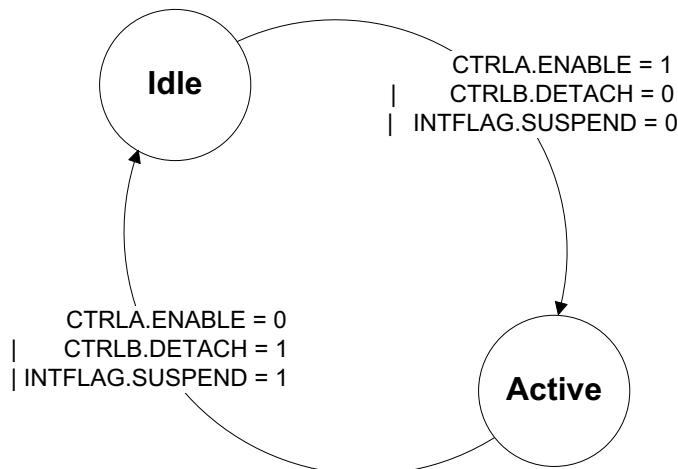 Idle
CTRLA.ENABLE = 1
| CTRLB.DETACH = 0
| INTFLAG.SUSPEND = 0
CTRLA.ENABLE = 0
| CTRLB.DETACH = 1
| INTFLAG.SUSPEND = 1
Active